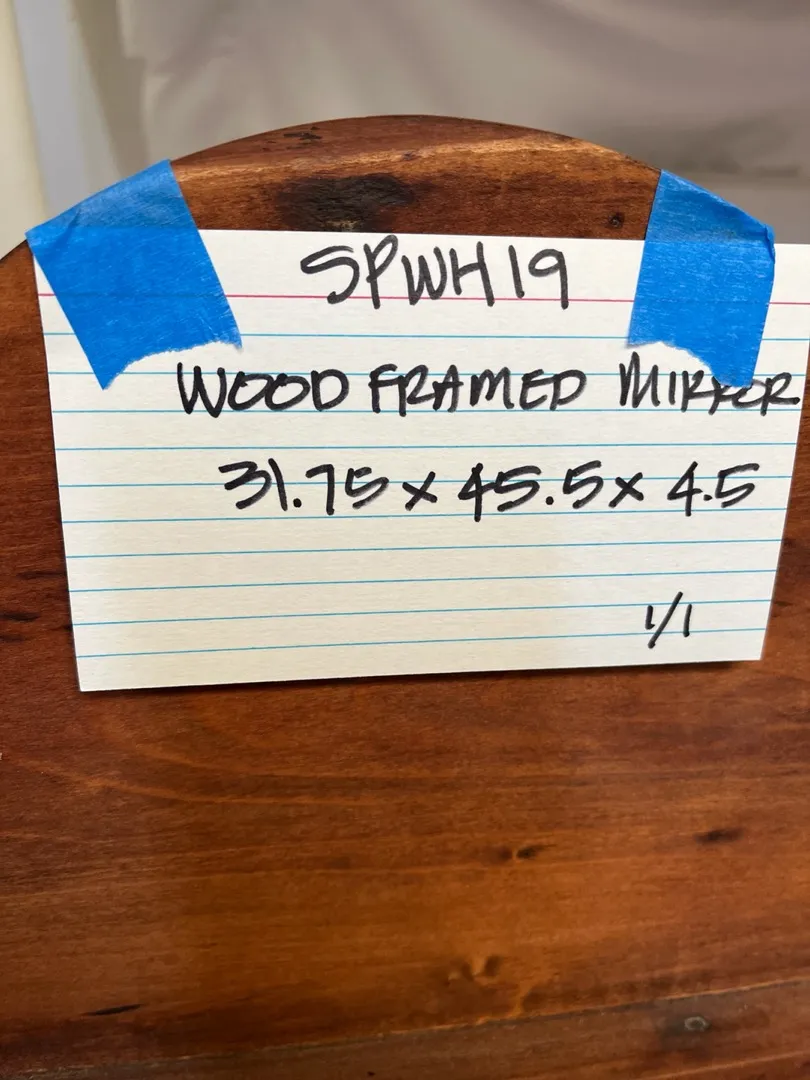 SPWH19
WOOD FRAMED MIRROR
31.75 x 45.5 x 4.5
1/1